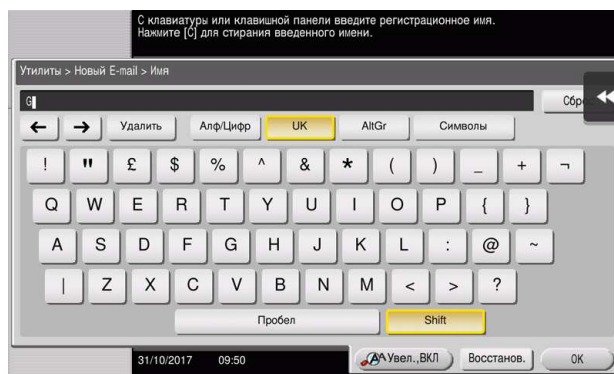 С клавиатуры или клавишной панели введите регистрационное имя.
Нажмите [C] для стирания введенного имени.
Утилиты > Новый E-mail > Имя
G
← → Удалить Алф/Цифр UK AltGr Символы
! " £ $ % ^ & * ( ) _ + ¬
Q W E R T Y U I O P { }
A S D F G H J K L : @ ~
| Z X C V B N M < > ?
Пробел Shift
31/10/2017 09:50 Увел.,ВКЛ Восстанов. OK